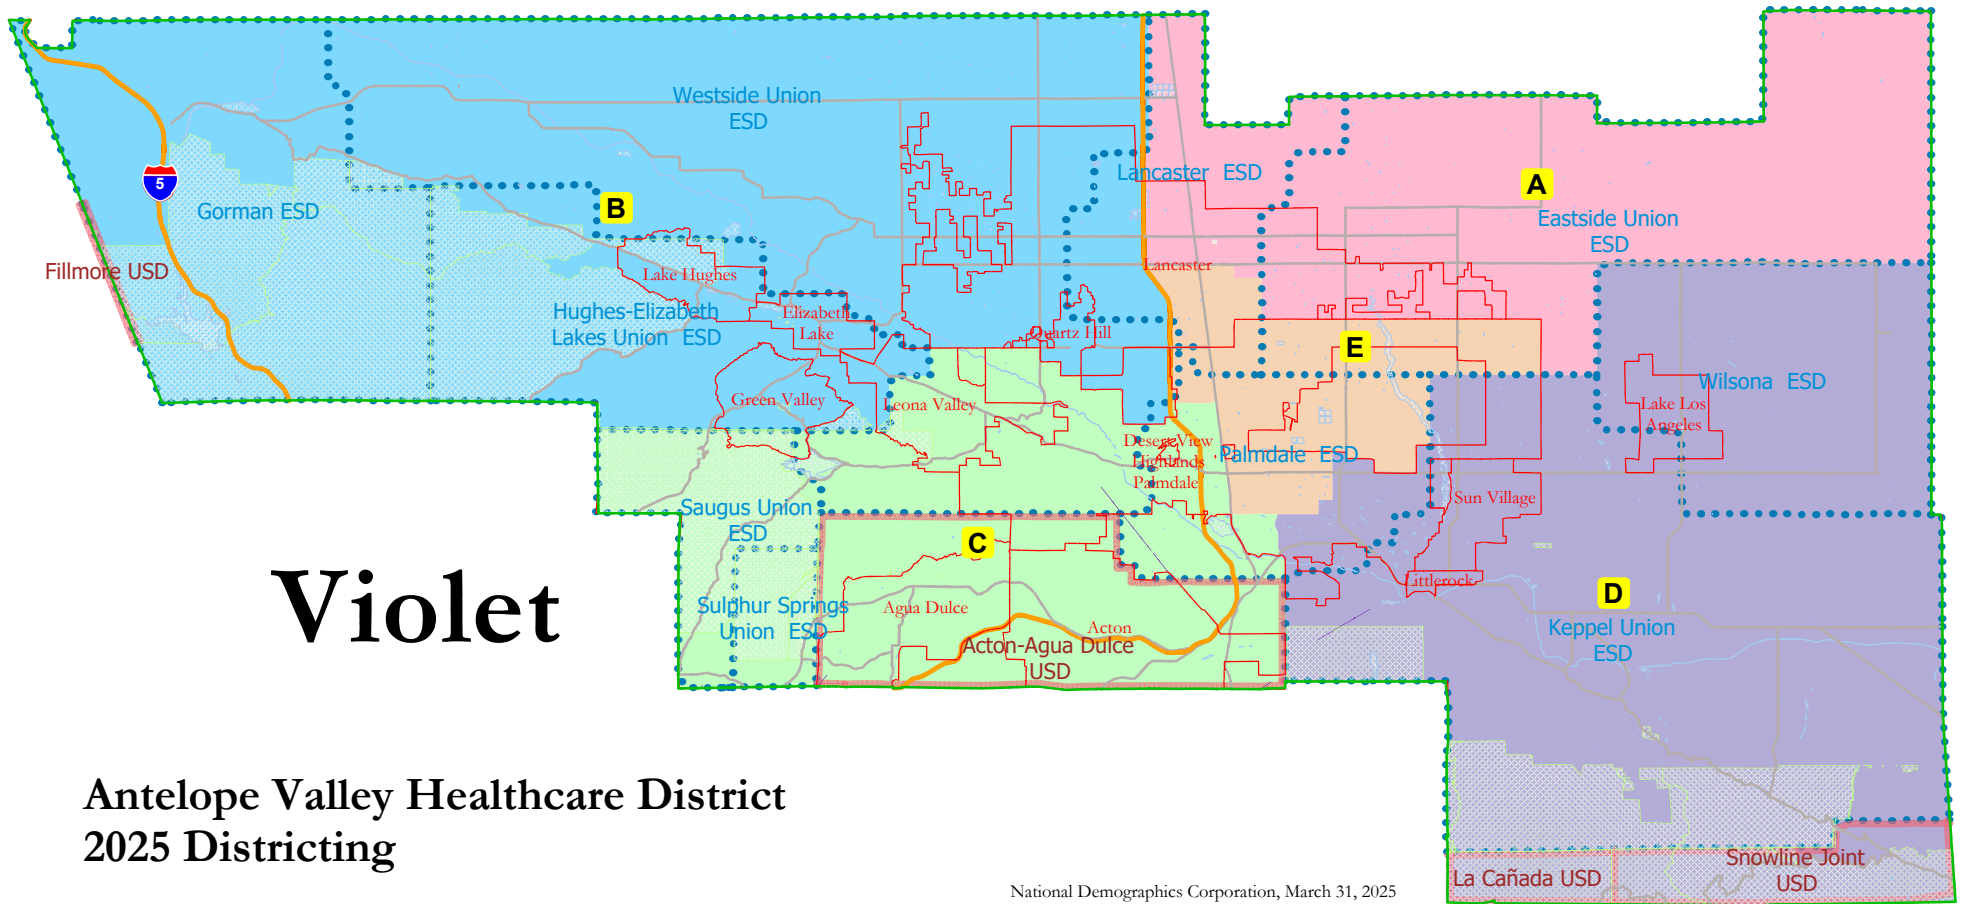 Westside Union
ESD
Lancaster ESD
A
5
B
Gorman ESD
Eastside Union
ESD
Fillmore USD
Lake Hughes
Lancaster
Hughes-Elizabeth
Lakes Union ESD
Elizabeth
Lake
Quartz Hill
E
Wilsona ESD
Green Valley
Leona Valley
Lake Los
Angeles
Desert View
Highlands
Palmdale
Palmdale ESD
Sun Village
Saugus Union
ESD
C
Violet
Littlerock
D
Sulphur Springs
Union ESD
Agua Dulce
Acton
Acton-Agua Dulce
USD
Keppel Union
ESD
Antelope Valley Healthcare District
2025 Districting
La Cañada USD
Snowline Joint
USD
National Demographics Corporation, March 31, 2025